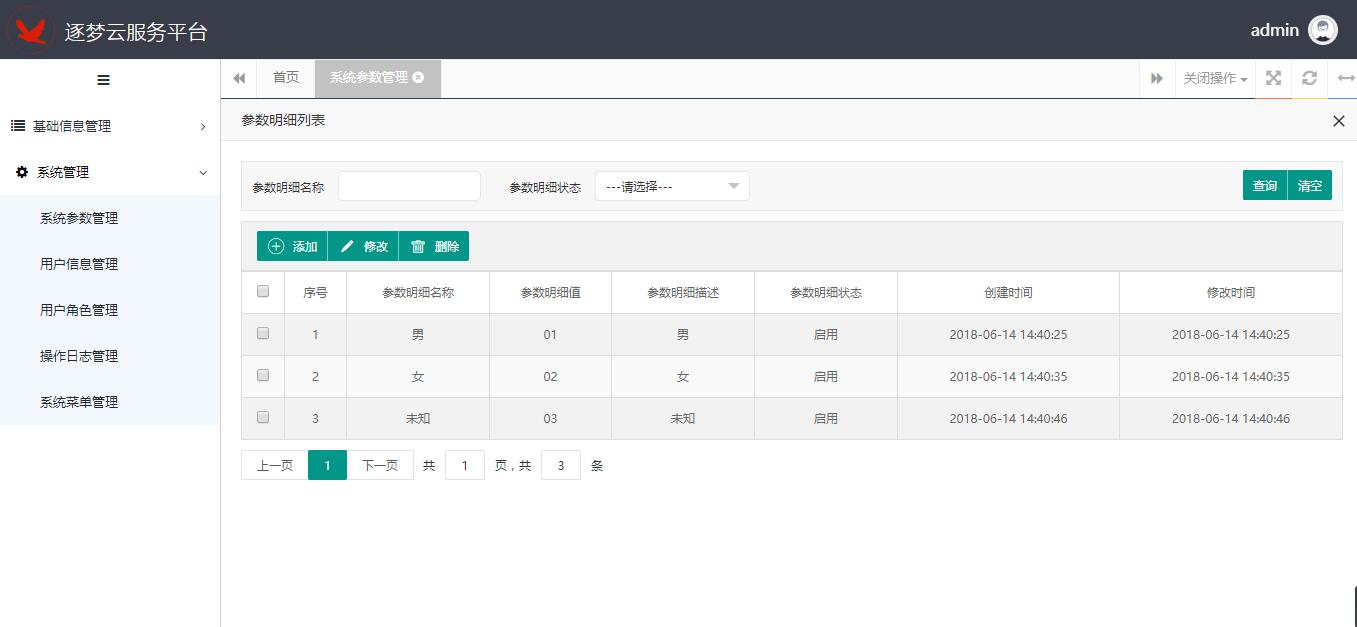 逐梦云服务平台 admin
首页 系统参数管理 关闭操作
基础信息管理
系统管理
系统参数管理
用户信息管理
用户角色管理
操作日志管理
系统菜单管理
参数明细列表
参数明细名称 参数明细状态 ---请选择--- 查询 清空
添加 修改 删除
序号 参数明细名称 参数明细值 参数明细描述 参数明细状态 创建时间 修改时间
1 男 01 男 启用 2018-06-14 14:40:25 2018-06-14 14:40:25
2 女 02 女 启用 2018-06-14 14:40:35 2018-06-14 14:40:35
3 未知 03 未知 启用 2018-06-14 14:40:46 2018-06-14 14:40:46
上一页 1 下一页 共 1 页，共 3 条